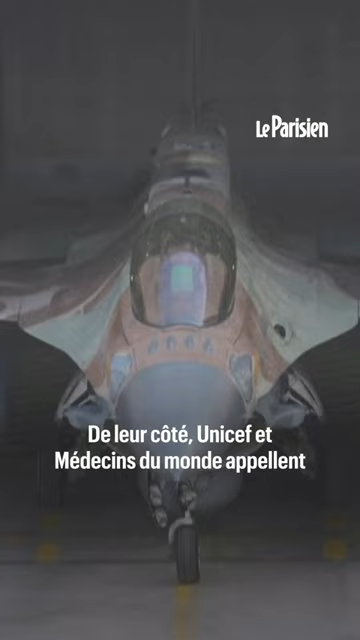 Le Parisien
De leur côté, Unicef et
Médecins du monde appellent